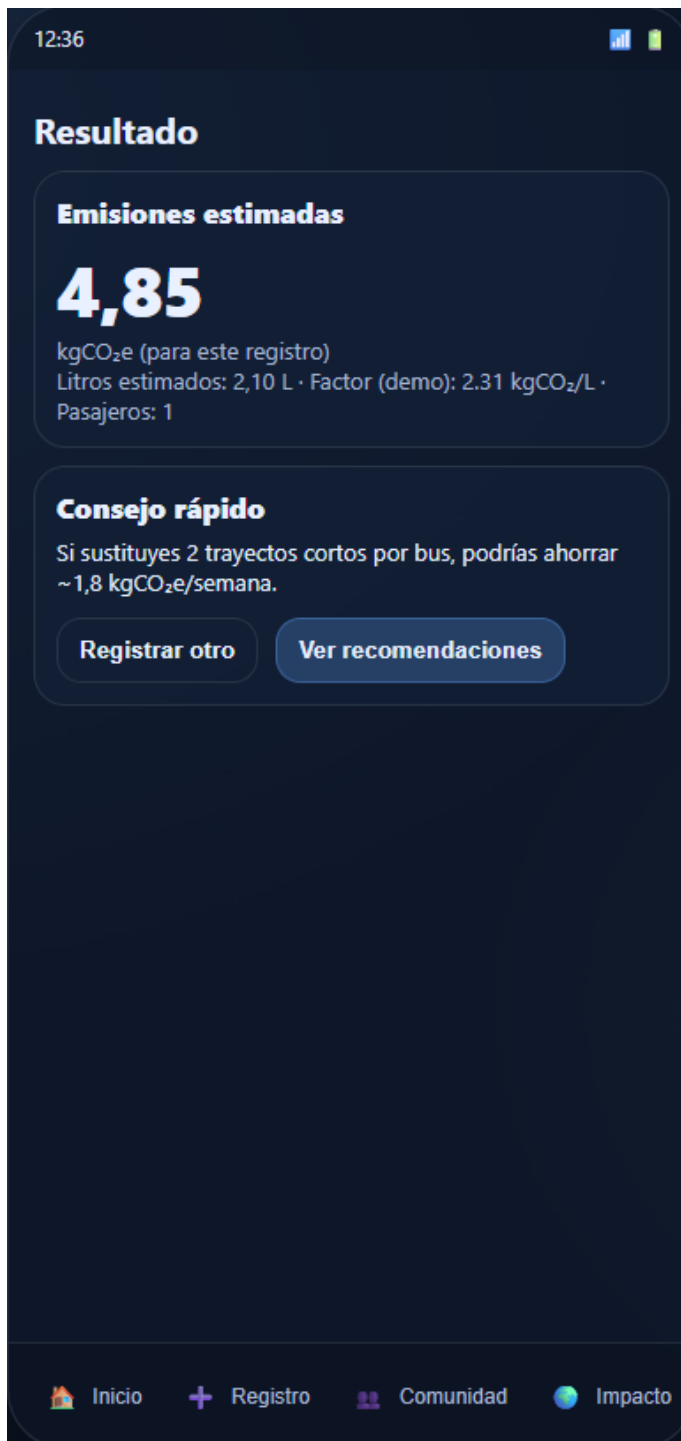 12:36
Resultado
Emisiones estimadas
4,85
kgCO₂e (para este registro)
Litros estimados: 2,10 L · Factor (demo): 2.31 kgCO₂/L ·
Pasajeros: 1
Consejo rápido
Si sustituyes 2 trayectos cortos por bus, podrías ahorrar
~1,8 kgCO₂e/semana.
Registrar otro
Ver recomendaciones
Inicio
Registro
Comunidad
Impacto